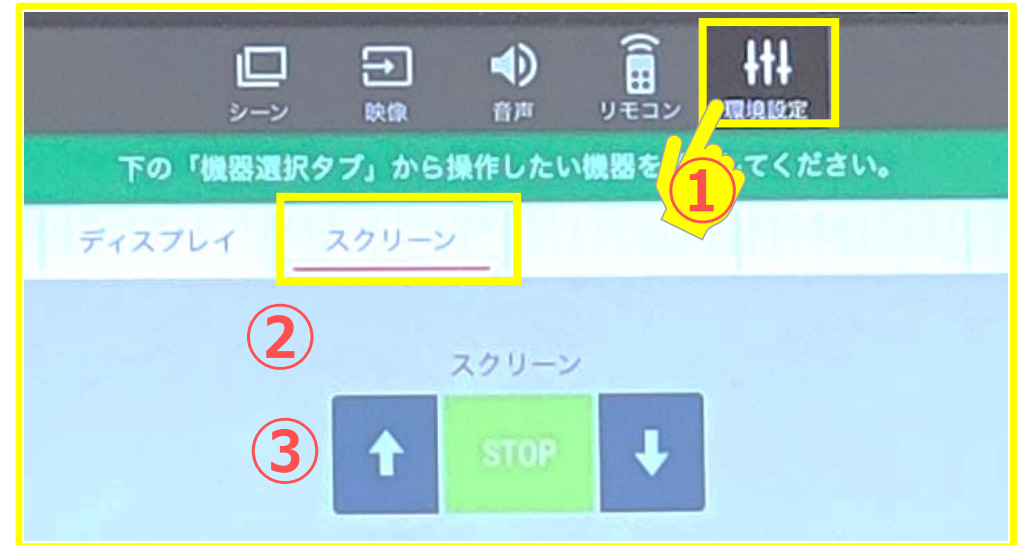 シーン 映像 音声 リモコン 環境設定
下の「機器選択タブ」から操作したい機器を てください。
①
ディスプレイ スクリーン
②
スクリーン
③ STOP